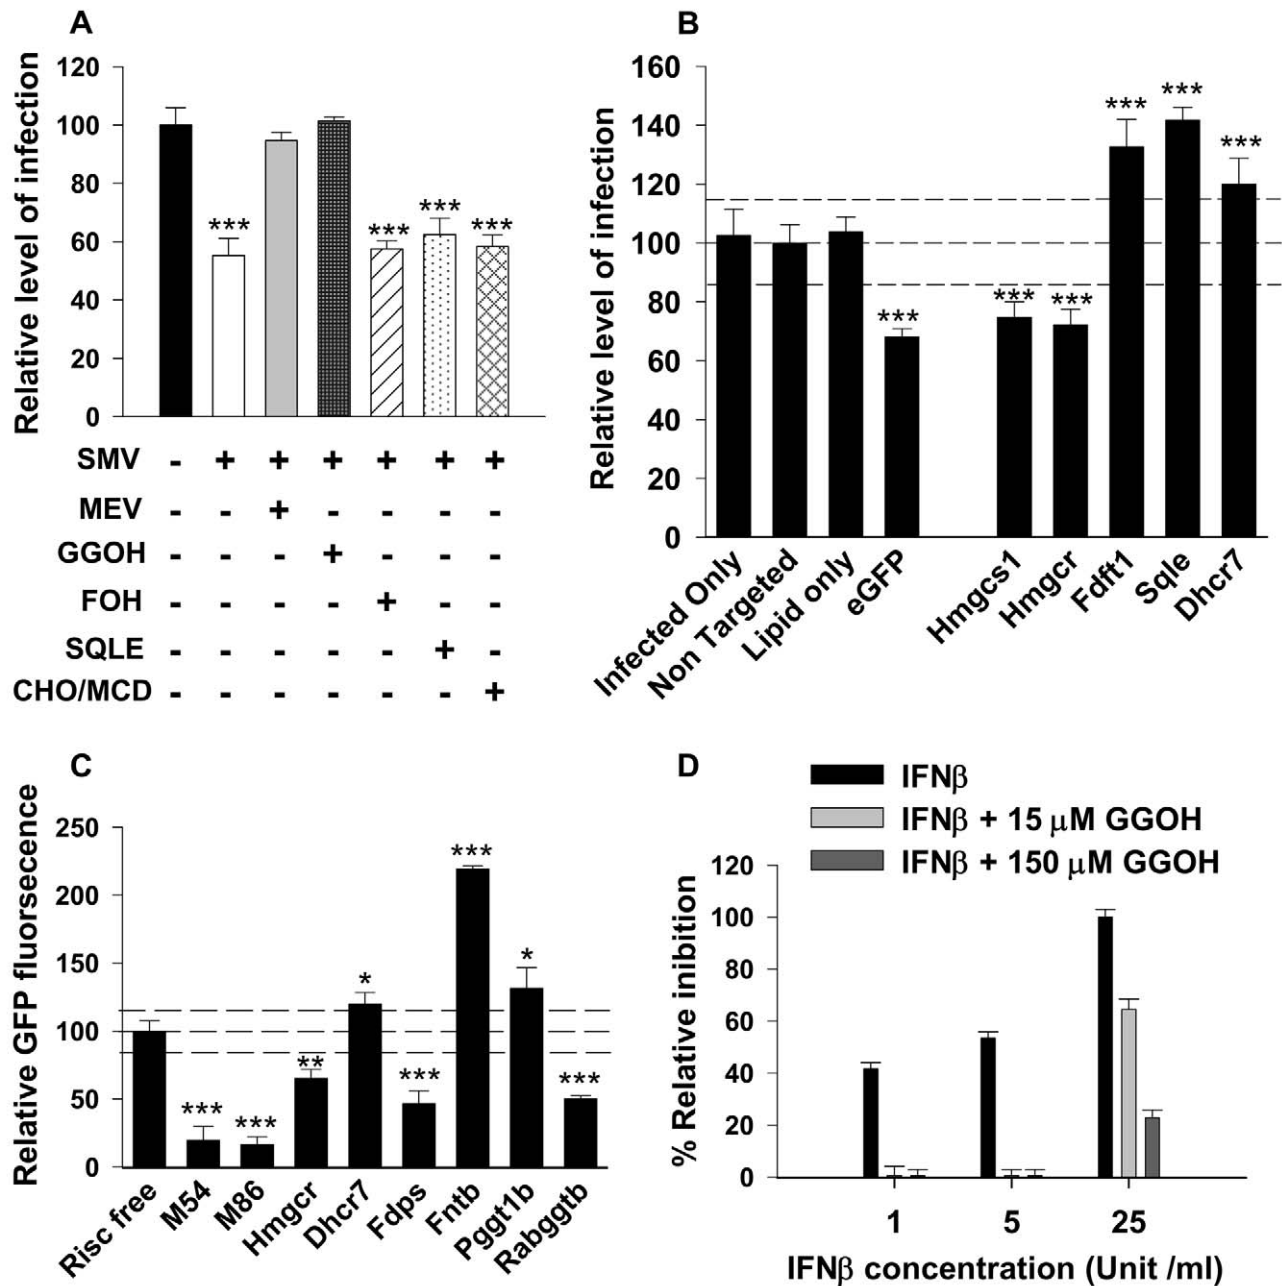 A
Relative level of infection
120
100
80
60
40
20
0
***
***
***
***
SMV - + + + + + +
MEV - - + - - - -
GGOH - - - + - - -
FOH - - - - + - -
SQLE - - - - - + -
CHO/MCD - - - - - - +
B
Relative level of infection
160
140
120
100
80
60
40
20
0
***
***
***
***
***
***
Infected Only
Non Targeted
Lipid only
eGFP
Hmgcs1
Hmgcr
Fdft1
Sqle
Dhcr7
C
Relative GFP fluorsecence
250
200
150
100
50
0
***
***
**
*
***
***
*
***
Risc free
M54
M86
Hmgcr
Dhcr7
Fdps
Fntb
Pggt1b
Rabggtb
D
IFNβ
IFNβ + 15 μM GGOH
IFNβ + 150 μM GGOH
% Relative inibition
120
100
80
60
40
20
0
1 5 25
IFNβ concentration (Unit /ml)